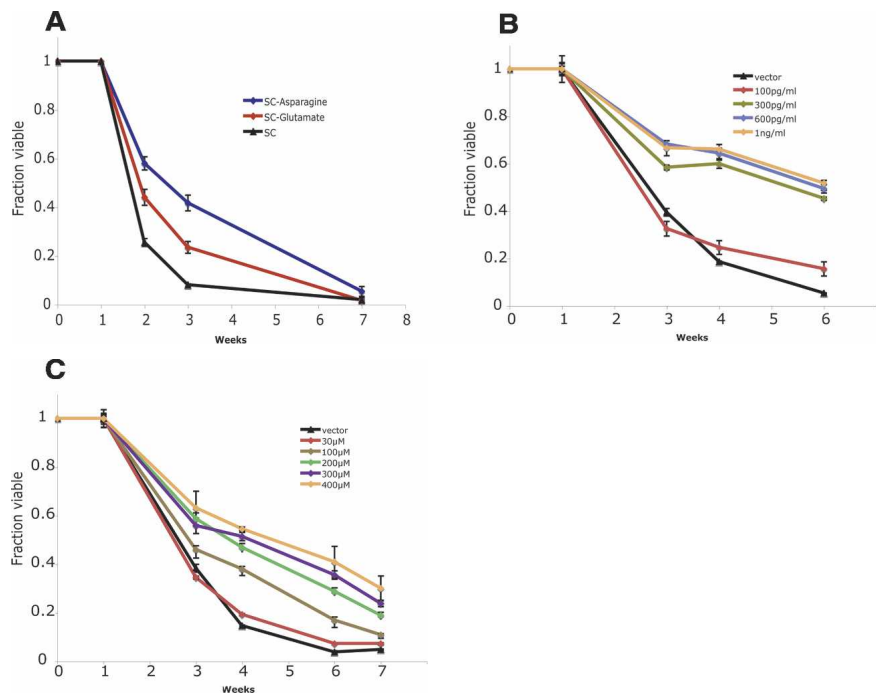 A
Fraction viable
1
0.8
0.6
0.4
0.2
0
0 1 2 3 4 5 6 7 8
Weeks
SC-Asparagine
SC-Glutamate
SC
B
Fraction viable
1
0.8
0.6
0.4
0.2
0
0 1 2 3 4 5 6
Weeks
vector
100pg/ml
300pg/ml
600pg/ml
1ng/ml
C
Fraction viable
1
0.8
0.6
0.4
0.2
0
0 1 2 3 4 5 6 7
Weeks
vector
30µM
100µM
200µM
300µM
400µM